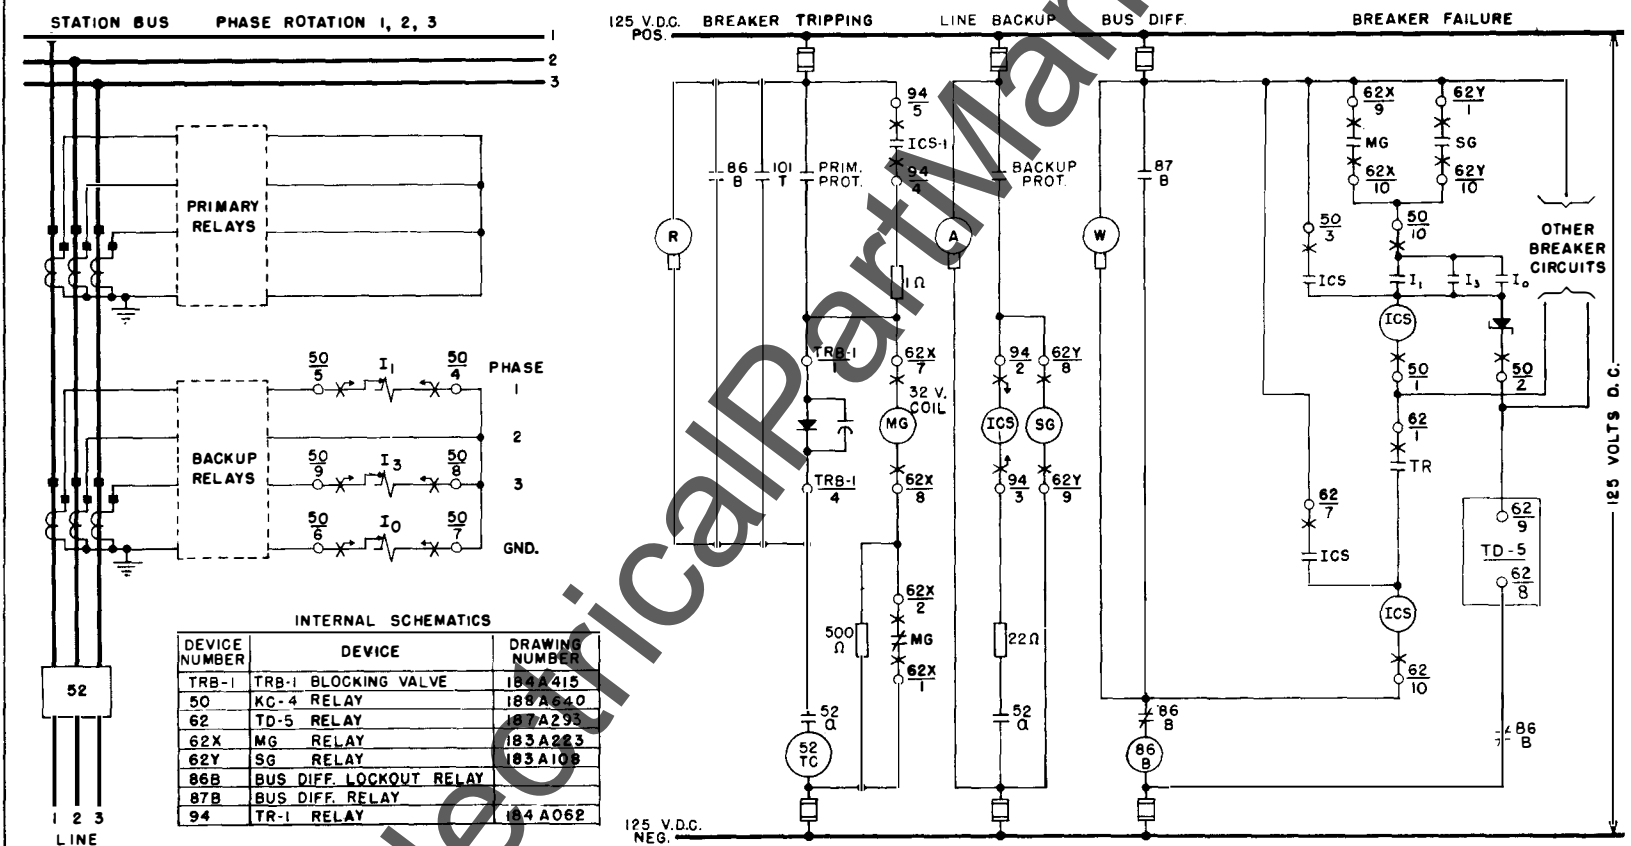 STATION BUS PHASE ROTATION 1, 2, 3
1
2
3
PRIMARY
RELAYS
BACKUP
RELAYS
50
5
I1
50
4
PHASE
1
2
50
9
I3
50
8
3
50
6
I0
50
7
GND.
52
1 2 3
LINE
INTERNAL SCHEMATICS
DEVICE NUMBER DEVICE DRAWING NUMBER
TRB-1 TRB-1 BLOCKING VALVE 184A415
50 KC-4 RELAY 188A640
62 TD-5 RELAY 187A293
62X MG RELAY 183A223
62Y SG RELAY 183A108
86B BUS DIFF. LOCKOUT RELAY
87B BUS DIFF. RELAY
94 TR-1 RELAY 184A062
125 V.D.C.
POS.
BREAKER TRIPPING
LINE BACKUP
BUS DIFF.
BREAKER FAILURE
R
86
B
101
T
PRIM.
PROT.
94
5
ICS-1
94
4
1Ω
TRB-1
1
62X
7
32 V.
COIL
MG
TRB-1
4
62X
8
500
Ω
62X
2
MG
62X
1
52
a
52
TC
A
BACKUP
PROT.
94
2
62Y
8
ICS
SG
94
3
62Y
9
22Ω
52
a
W
87
B
86
B
86
B
50
3
ICS
62X
9
MG
62X
10
62Y
1
SG
62Y
10
50
10
I1
I3
I0
ICS
50
1
50
2
62
1
TR
62
7
ICS
ICS
62
10
OTHER
BREAKER
CIRCUITS
62
9
TD-5
62
8
86
B
125 VOLTS D.C.
125 V.D.C.
NEG.
electricalPartMan